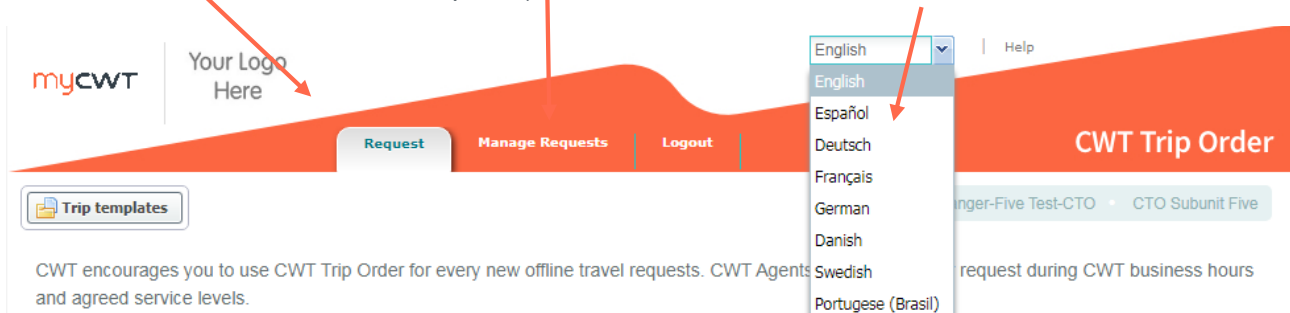 English
Help
mycwt
Your Logo
Here
English
Español
Request
Manage Requests
Logout
Deutsch
CWT Trip Order
Français
Trip templates
German
nger-Five Test-CTO
CTO Subunit Five
Danish
CWT encourages you to use CWT Trip Order for every new offline travel requests. CWT Agents
Swedish
request during CWT business hours
and agreed service levels.
Portugese (Brasil)